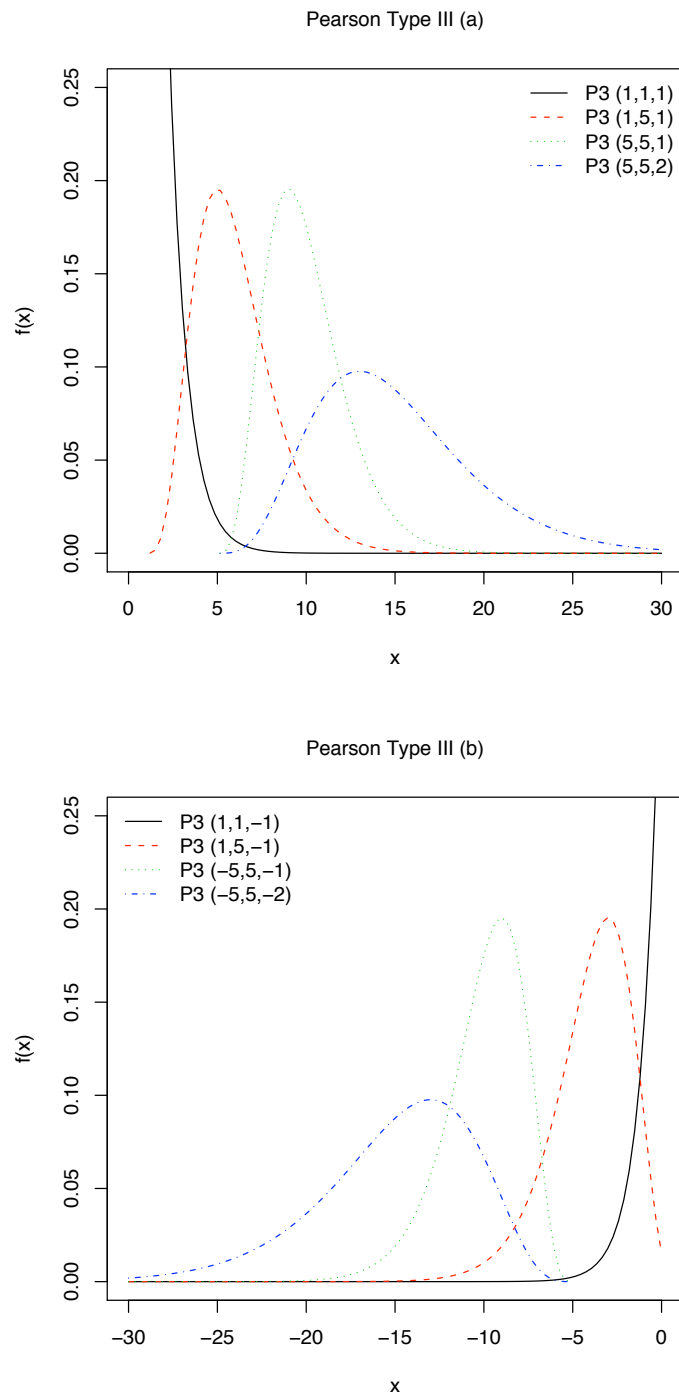 Pearson Type III (a)
P3 (1,1,1)
P3 (1,5,1)
P3 (5,5,1)
P3 (5,5,2)
f(x)
0.25
0.20
0.15
0.10
0.05
0.00
0 5 10 15 20 25 30
x
Pearson Type III (b)
P3 (1,1,−1)
P3 (1,5,−1)
P3 (−5,5,−1)
P3 (−5,5,−2)
f(x)
0.25
0.20
0.15
0.10
0.05
0.00
−30 −25 −20 −15 −10 −5 0
x